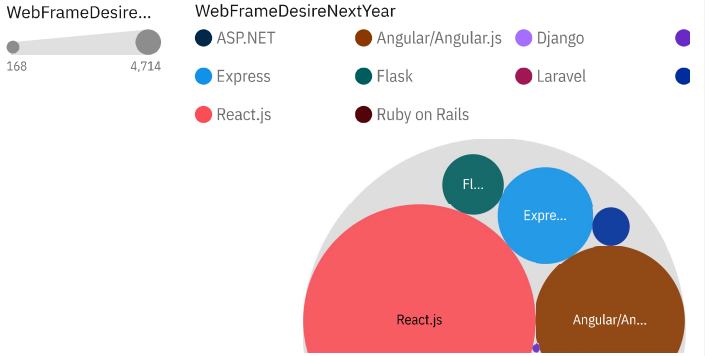 WebFrameDesire...
168 4,714
WebFrameDesireNextYear
ASP.NET Angular/Angular.js Django
Express Flask Laravel
React.js Ruby on Rails
Fl...
Expre...
React.js Angular/An...